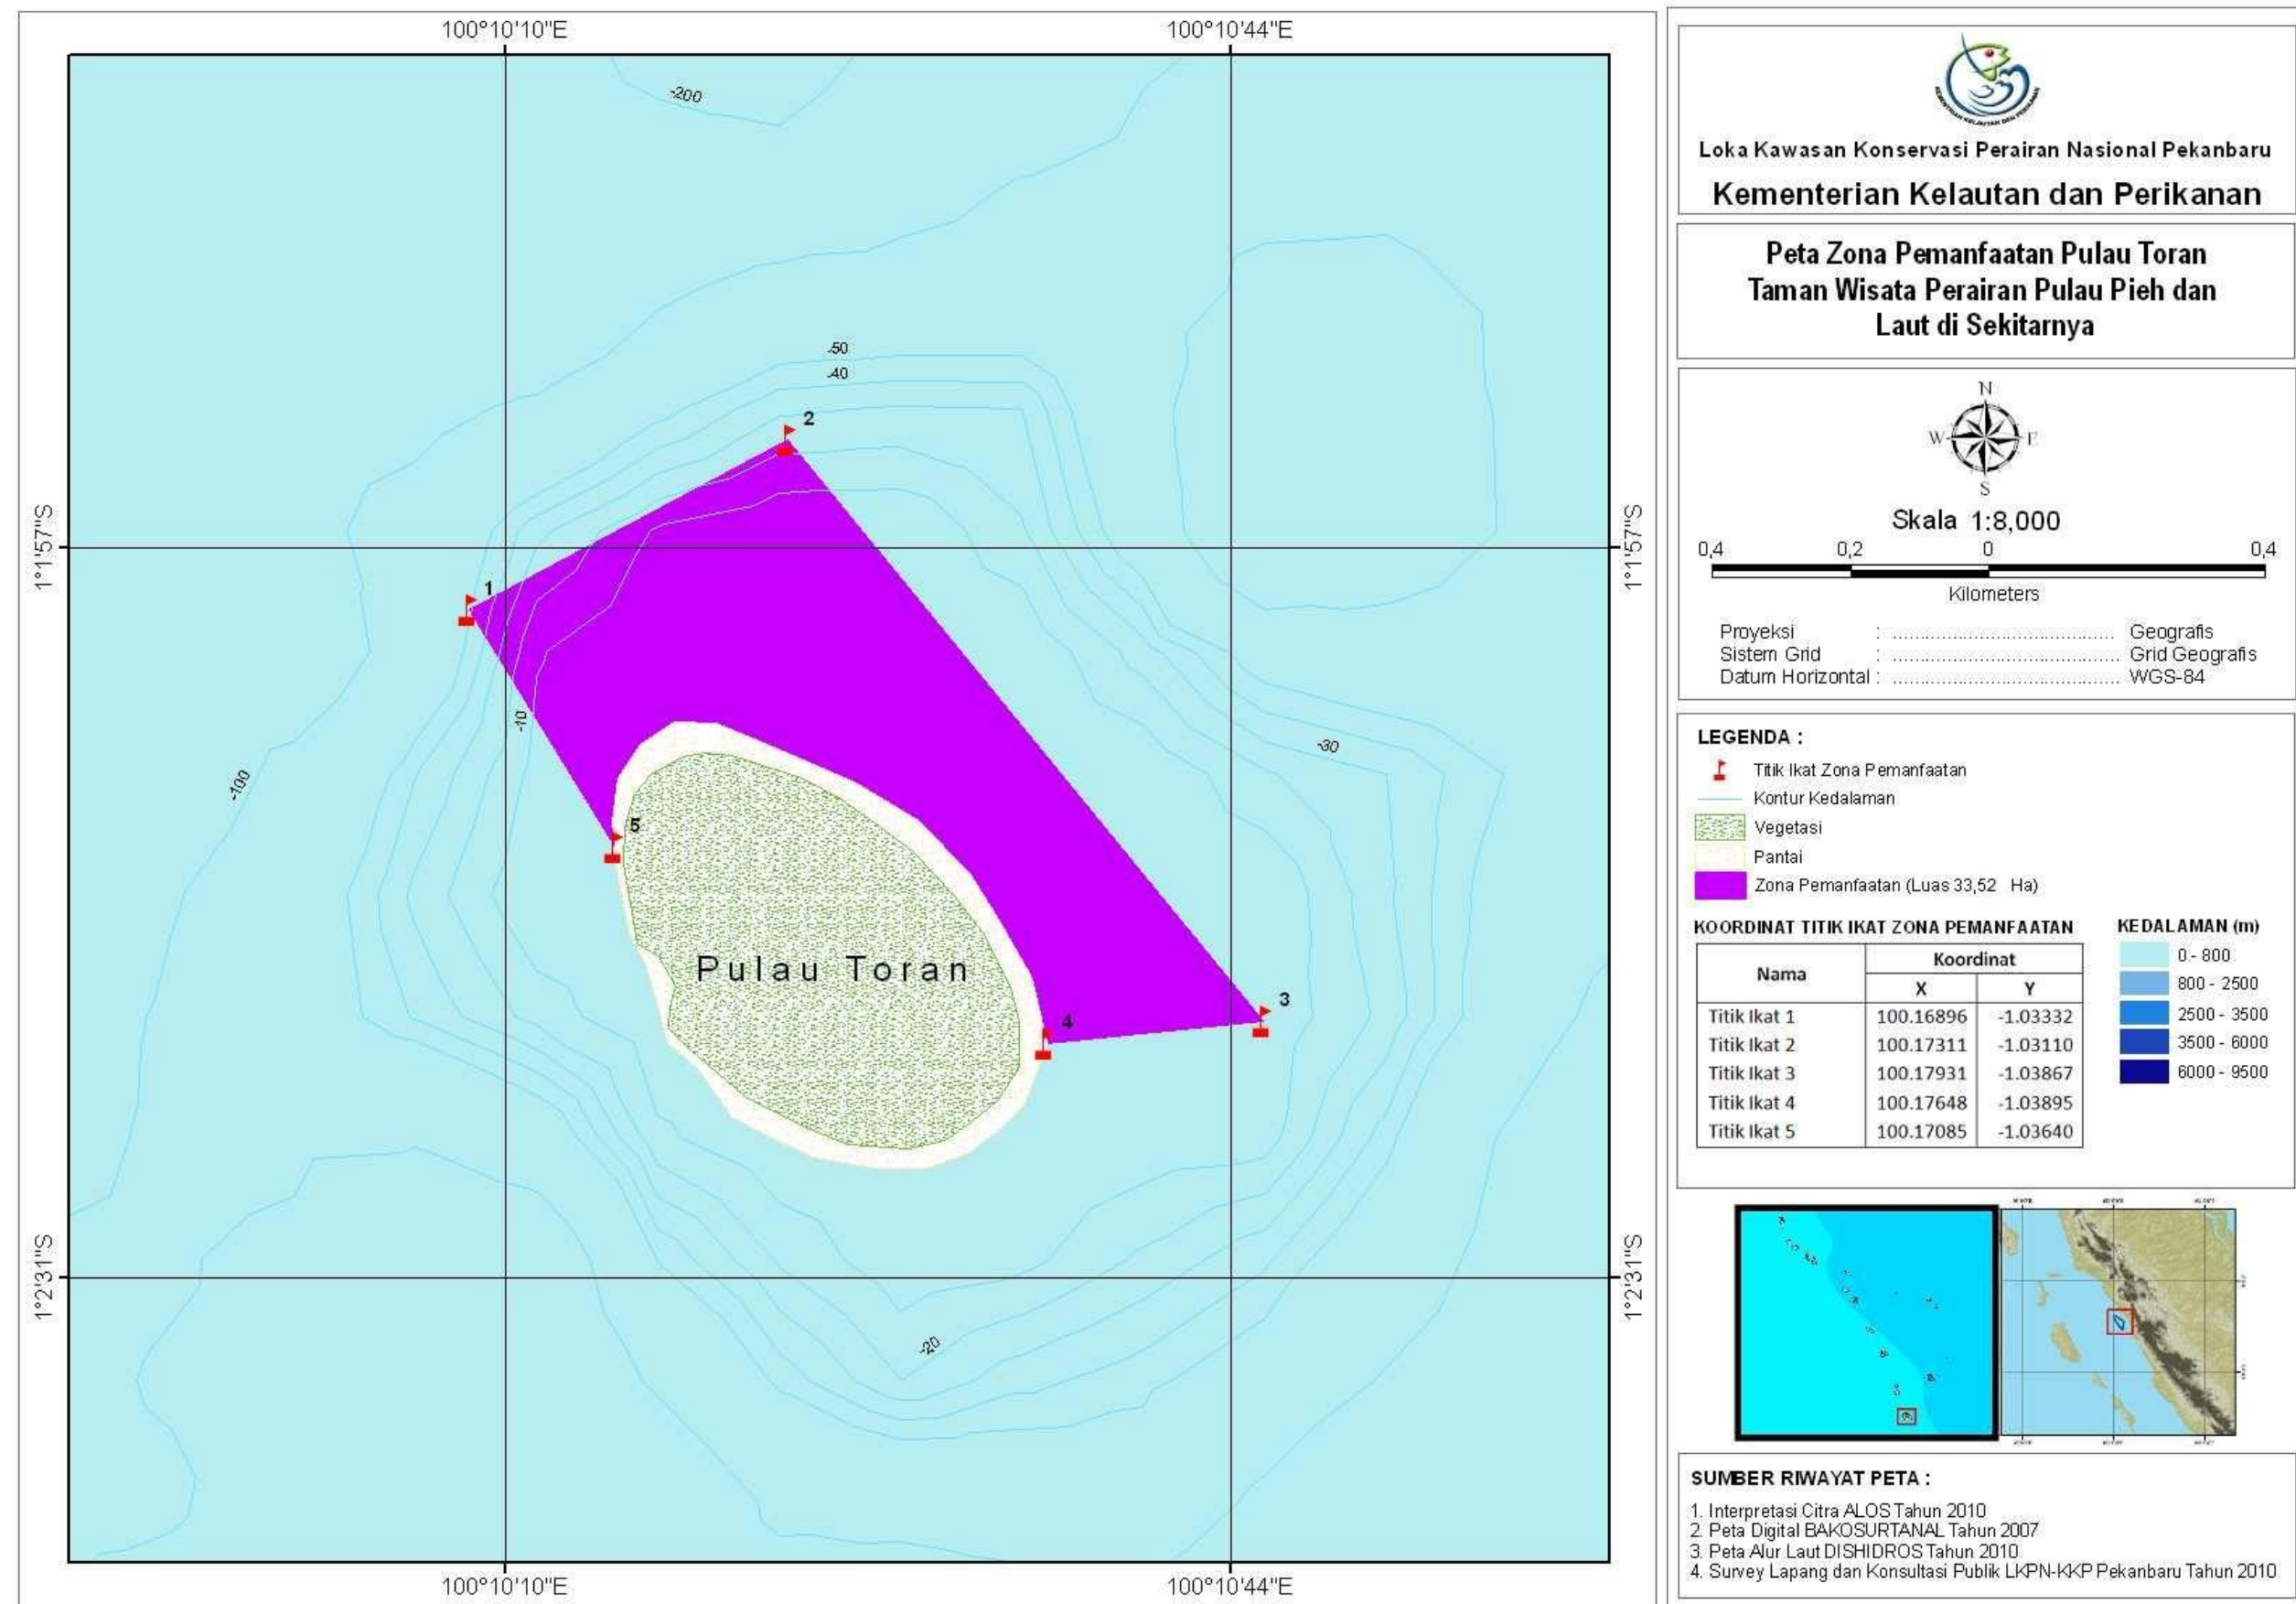 100°10'10"E
100°10'44"E
-200
-50
-40
2
1°1'57"S
1°1'57"S
1
-10
-30
-100
5
Pulau Toran
3
4
1°2'31"S
1°2'31"S
-20
100°10'10"E
100°10'44"E
KEMENTERIAN KELAUTAN DAN PERIKANAN
Loka Kawasan Konservasi Perairan Nasional Pekanbaru
Kementerian Kelautan dan Perikanan
Peta Zona Pemanfaatan Pulau Toran
Taman Wisata Perairan Pulau Pieh dan
Laut di Sekitarnya
N
W E
S
Skala 1:8,000
0,4 0,2 0 0,4
Kilometers
Proyeksi : ........................................ Geografis
Sistem Grid : ........................................ Grid Geografis
Datum Horizontal : ........................................ WGS-84
LEGENDA :
Titik Ikat Zona Pemanfaatan
Kontur Kedalaman
Vegetasi
Pantai
Zona Pemanfaatan (Luas 33,52 Ha)
KOORDINAT TITIK IKAT ZONA PEMANFAATAN
Nama Koordinat
X Y
Titik Ikat 1 100.16896 -1.03332
Titik Ikat 2 100.17311 -1.03110
Titik Ikat 3 100.17931 -1.03867
Titik Ikat 4 100.17648 -1.03895
Titik Ikat 5 100.17085 -1.03640
KEDALAMAN (m)
0 - 800
800 - 2500
2500 - 3500
3500 - 6000
6000 - 9500
SUMBER RIWAYAT PETA :
1. Interpretasi Citra ALOS Tahun 2010
2. Peta Digital BAKOSURTANAL Tahun 2007
3. Peta Alur Laut DISHIDROS Tahun 2010
4. Survey Lapang dan Konsultasi Publik LKPN-KKP Pekanbaru Tahun 2010